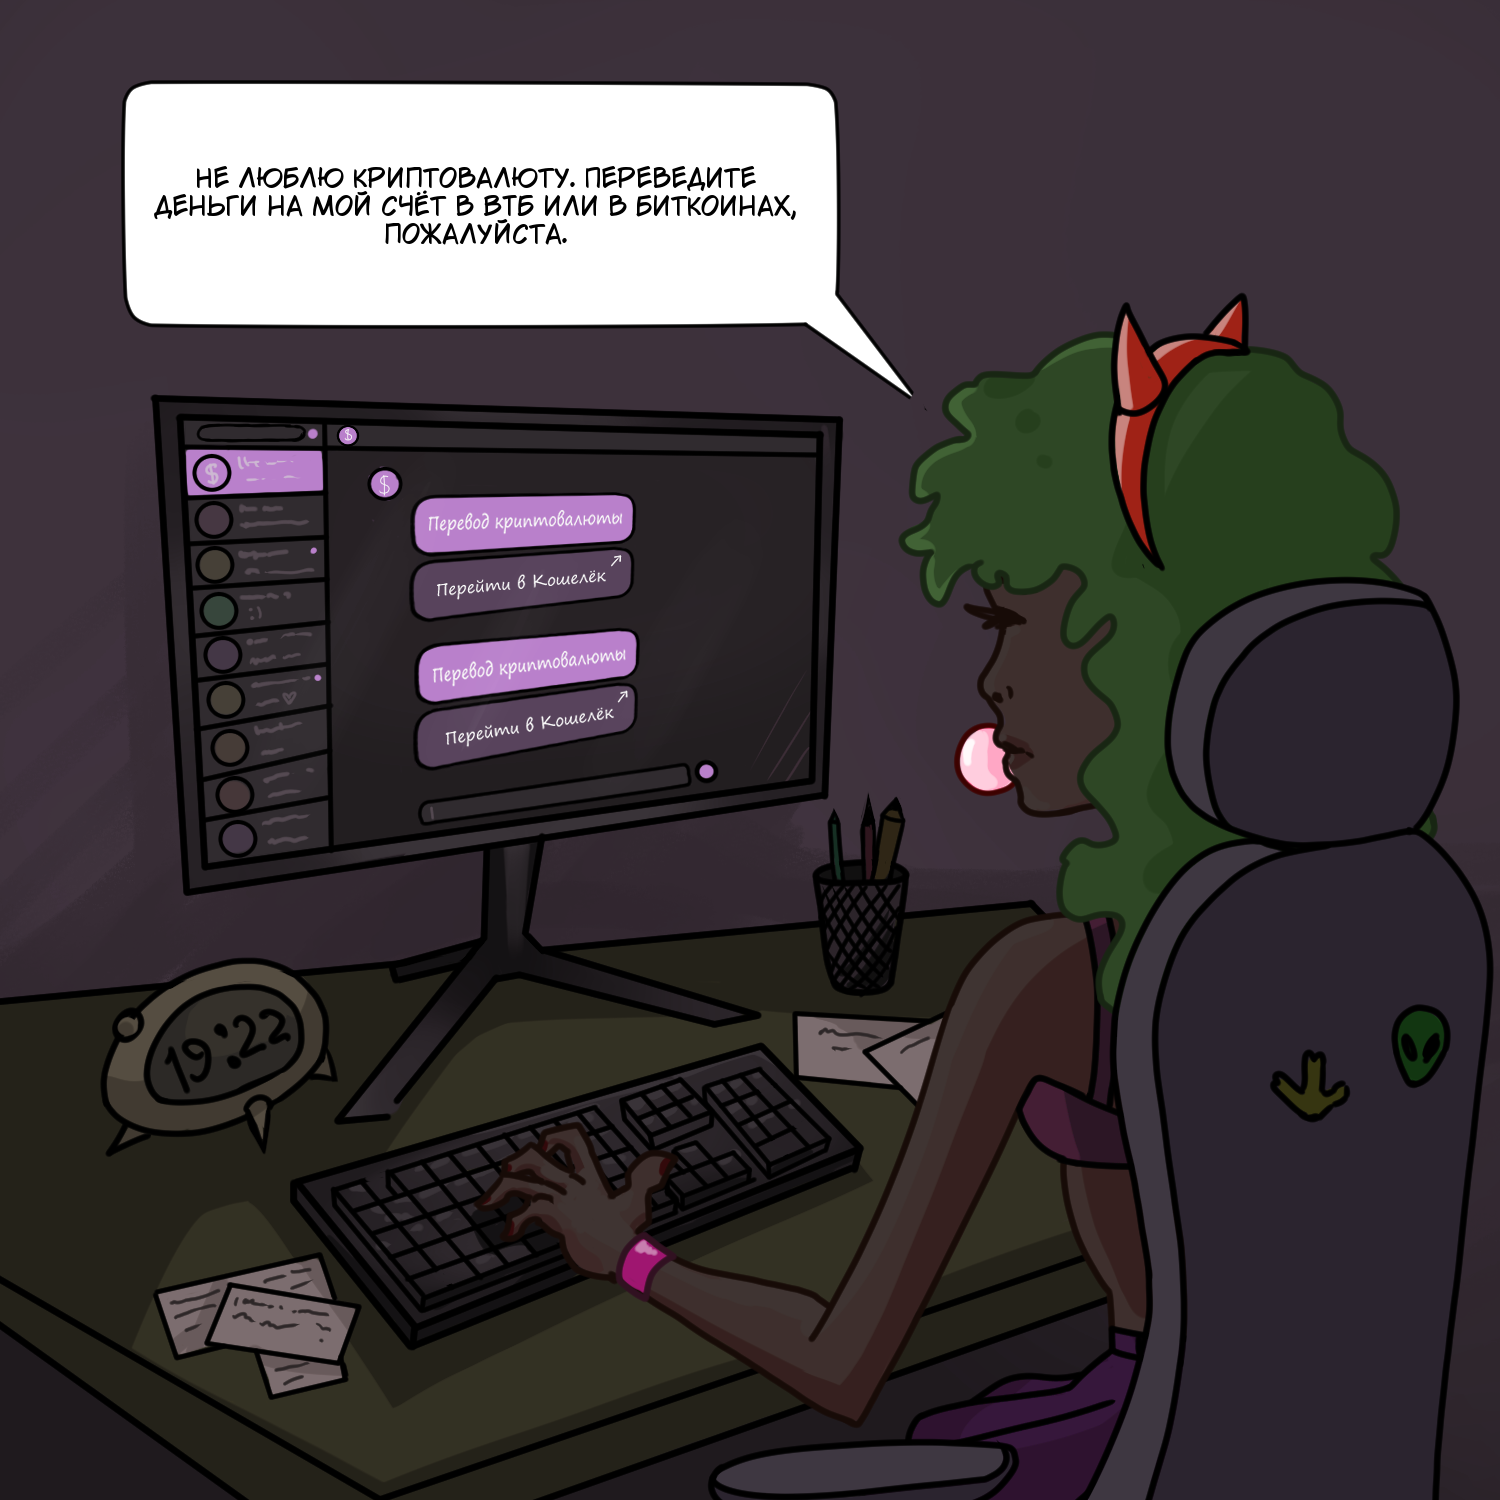 НЕ ЛЮБЛЮ КРИПТОВАЛЮТУ. ПЕРЕВЕДИТЕ
ДЕНЬГИ НА МОЙ СЧЁТ В ВТБ ИЛИ В БИТКОИНАХ,
ПОЖАЛУЙСТА.
$
$
$
Перевод криптовалюты
Перейти в Кошелёк
:)
Перевод криптовалюты
Перейти в Кошелёк
19:22